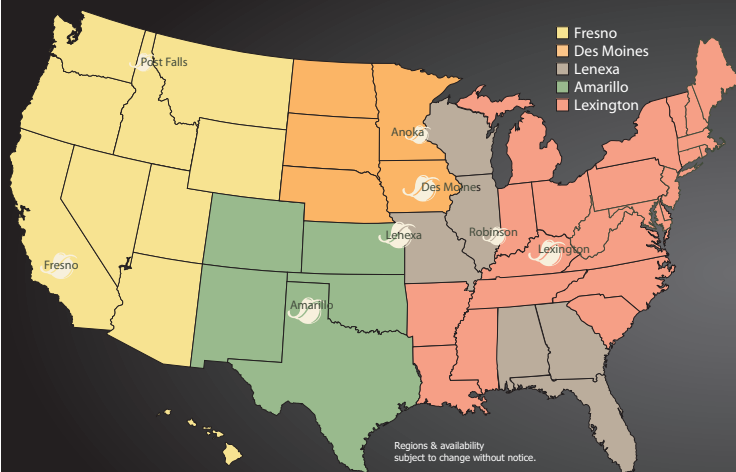 Fresno
Des Moines
Lenexa
Amarillo
Lexington
Post Falls
Anoka
Des Moines
Robinson
Lehexa
Lexington
Fresno
Amarillo
Regions & availability
subject to change without notice.